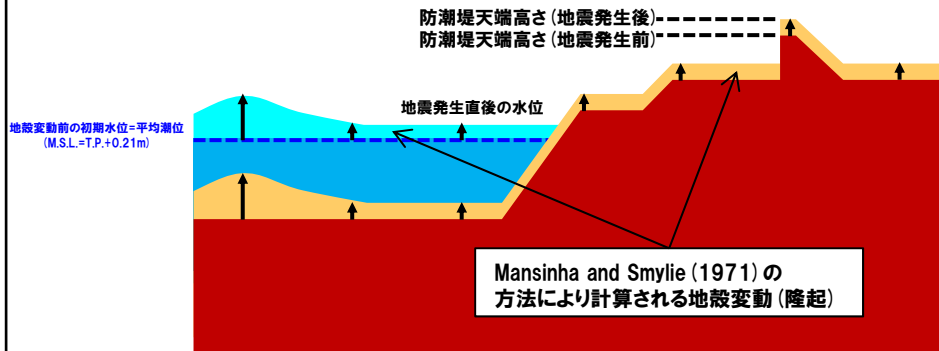 防潮堤天端高さ(地震発生後)
防潮堤天端高さ(地震発生前)
地震発生直後の水位
地殻変動前の初期水位=平均潮位
(M.S.L.=T.P.+0.21m)
Mansinha and Smylie(1971)の
方法により計算される地殻変動(隆起)